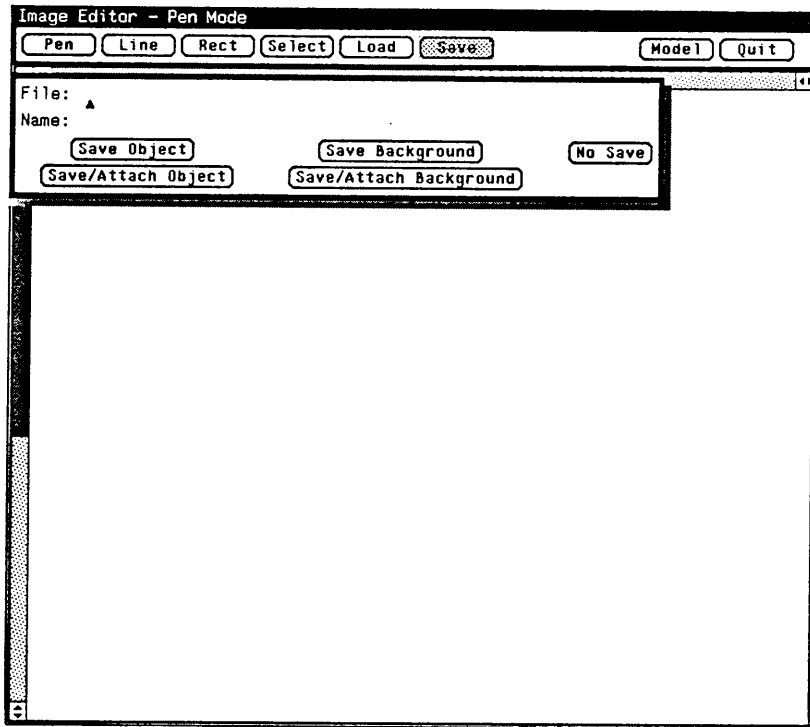 Image Editor - Pen Mode
Pen Line Rect Select Load Save Model Quit
File:
Name:
Save Object Save Background No Save
Save/Attach Object Save/Attach Background